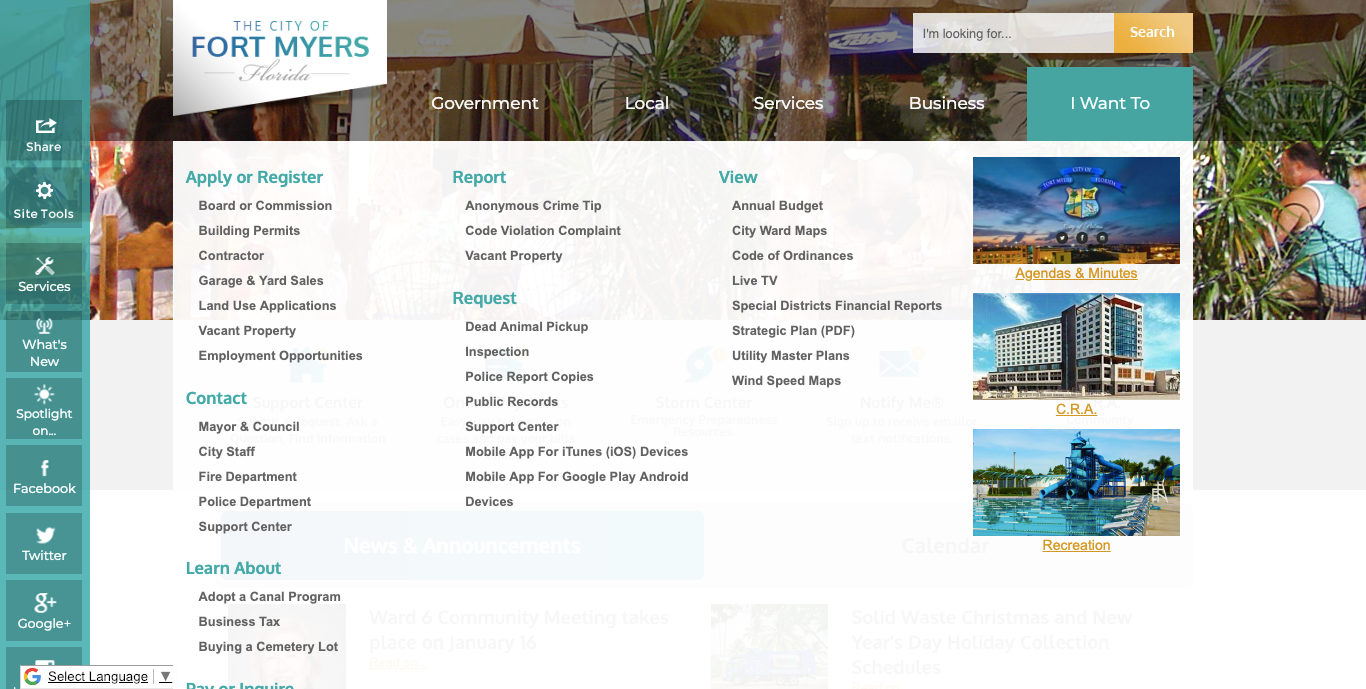 THE CITY OF
FORT MYERS
Florida
I'm looking for...
Search
Government
Local
Services
Business
I Want To
Share
Site Tools
Services
What's
New
Spotlight
on...
Facebook
Twitter
Google+
Select Language
Apply or Register
Board or Commission
Building Permits
Contractor
Garage & Yard Sales
Land Use Applications
Vacant Property
Employment Opportunities
Contact
Mayor & Council
City Staff
Fire Department
Police Department
Support Center
Learn About
Adopt a Canal Program
Business Tax
Buying a Cemetery Lot
Pay or Inquire
Report
Anonymous Crime Tip
Code Violation Complaint
Vacant Property
Request
Dead Animal Pickup
Inspection
Police Report Copies
Public Records
Support Center
Mobile App For iTunes (iOS) Devices
Mobile App For Google Play Android
Devices
View
Annual Budget
City Ward Maps
Code of Ordinances
Live TV
Special Districts Financial Reports
Strategic Plan (PDF)
Utility Master Plans
Wind Speed Maps
CITY OF
FORT MYERS FLORIDA
Agendas & Minutes
C.R.A.
Recreation
Support Center
Storm Center
Emergency Preparedness
Resources
Notify Me®
News & Announcements
Calendar
Ward 6 Community Meeting takes
place on January 16
Read on...
Solid Waste Christmas and New
Year's Day Holiday Collection
Schedules